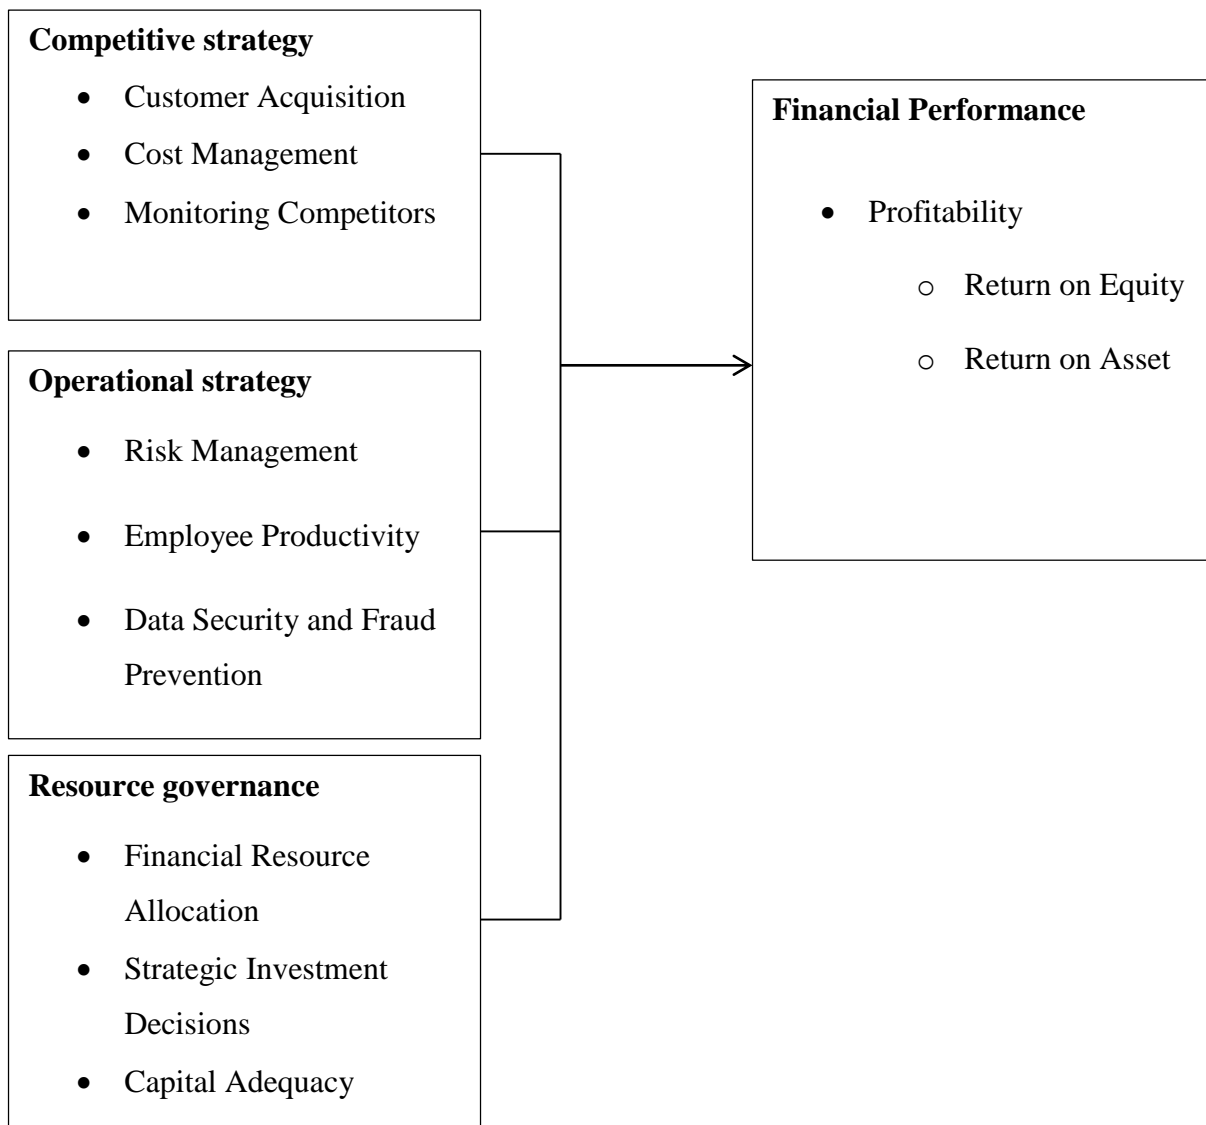 Competitive strategy
• Customer Acquisition
• Cost Management
• Monitoring Competitors
Operational strategy
• Risk Management
• Employee Productivity
• Data Security and Fraud
Prevention
Resource governance
• Financial Resource
Allocation
• Strategic Investment
Decisions
• Capital Adequacy
Financial Performance
• Profitability
o Return on Equity
o Return on Asset